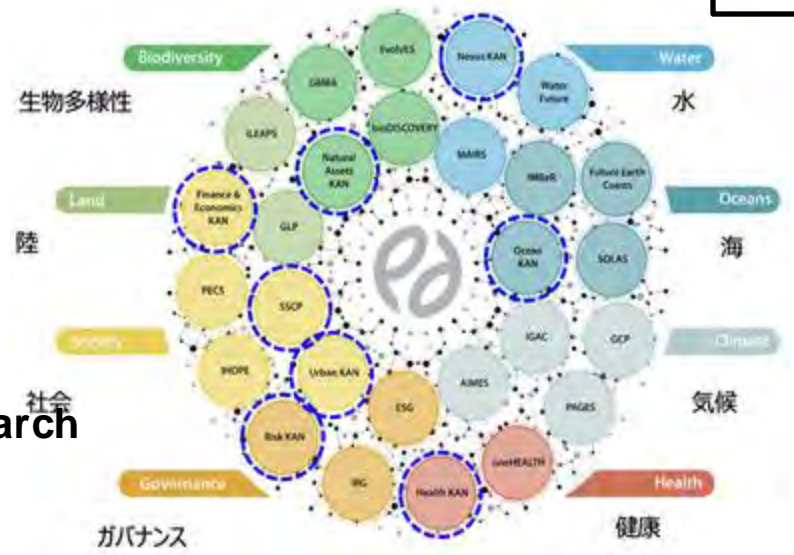 Biodiversity
生物多様性
Land
陸
Society
社会
arch
Governance
ガバナンス
Water
水
Oceans
海
Climate
気候
Health
健康
EvolvES
Nexus KAN
GBMA
Water
Future
iLEAPS
bioDISCOVERY
MAIRS
Natural
Assets
KAN
IMBeR
Future Earth
Coasts
Finance &
Economics
KAN
GLP
Ocean
KAN
SOLAS
PECS
SSCP
IGAC
GCP
IHOPE
Urban KAN
AIMES
ESG
PAGES
Risk KAN
IRG
Health KAN
oneHEALTH